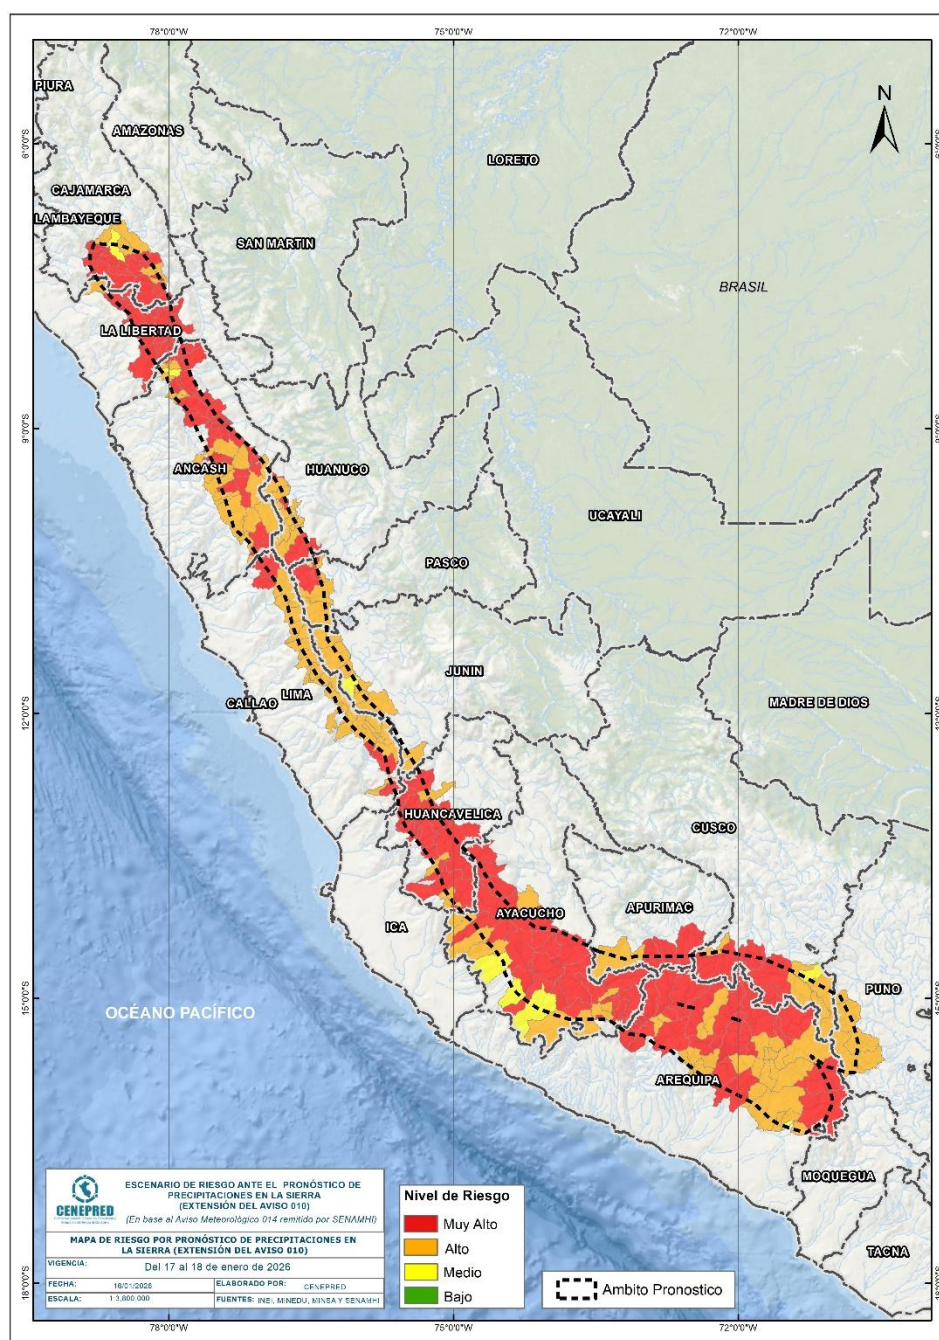 78°0'0"W 75°0'0"W 72°0'0"W
PIURA
AMAZONAS
N
6°0'0"S
LORETO
CAJAMARCA
LAMBAYEQUE
SAN MARTIN
BRASIL
LA LIBERTAD
9°0'0"S
ANCASH
HUANUCO
UCAYALI
PASCO
JUNIN
LIMA
CALLAO
MADRE DE DIOS
12°0'0"S
HUANCAVELICA
CUSCO
AYACUCHO
APURIMAC
ICA
PUNO
15°0'0"S
OCÉANO PACÍFICO
AREQUIPA
MOQUEGUA
TACNA
CENEPRED
ESCENARIO DE RIESGO ANTE EL PRONÓSTICO DE
PRECIPITACIONES EN LA SIERRA
(EXTENSIÓN DEL AVISO 010)
(En base al Aviso Meteorológico 014 remitido por SENAMHI)
MAPA DE RIESGO POR PRONÓSTICO DE PRECIPITACIONES EN
LA SIERRA (EXTENSIÓN DEL AVISO 010)
VIGENCIA: Del 17 al 18 de enero de 2026
FECHA: 16/01/2026 ELABORADO POR: CENEPRED
ESCALA: 1:3,800,000 FUENTES: INEI, MINEDU, MINSA Y SENAMHI
Nivel de Riesgo
Muy Alto
Alto
Medio
Bajo
Ambito Pronostico
18°0'0"S
78°0'0"W 75°0'0"W 72°0'0"W